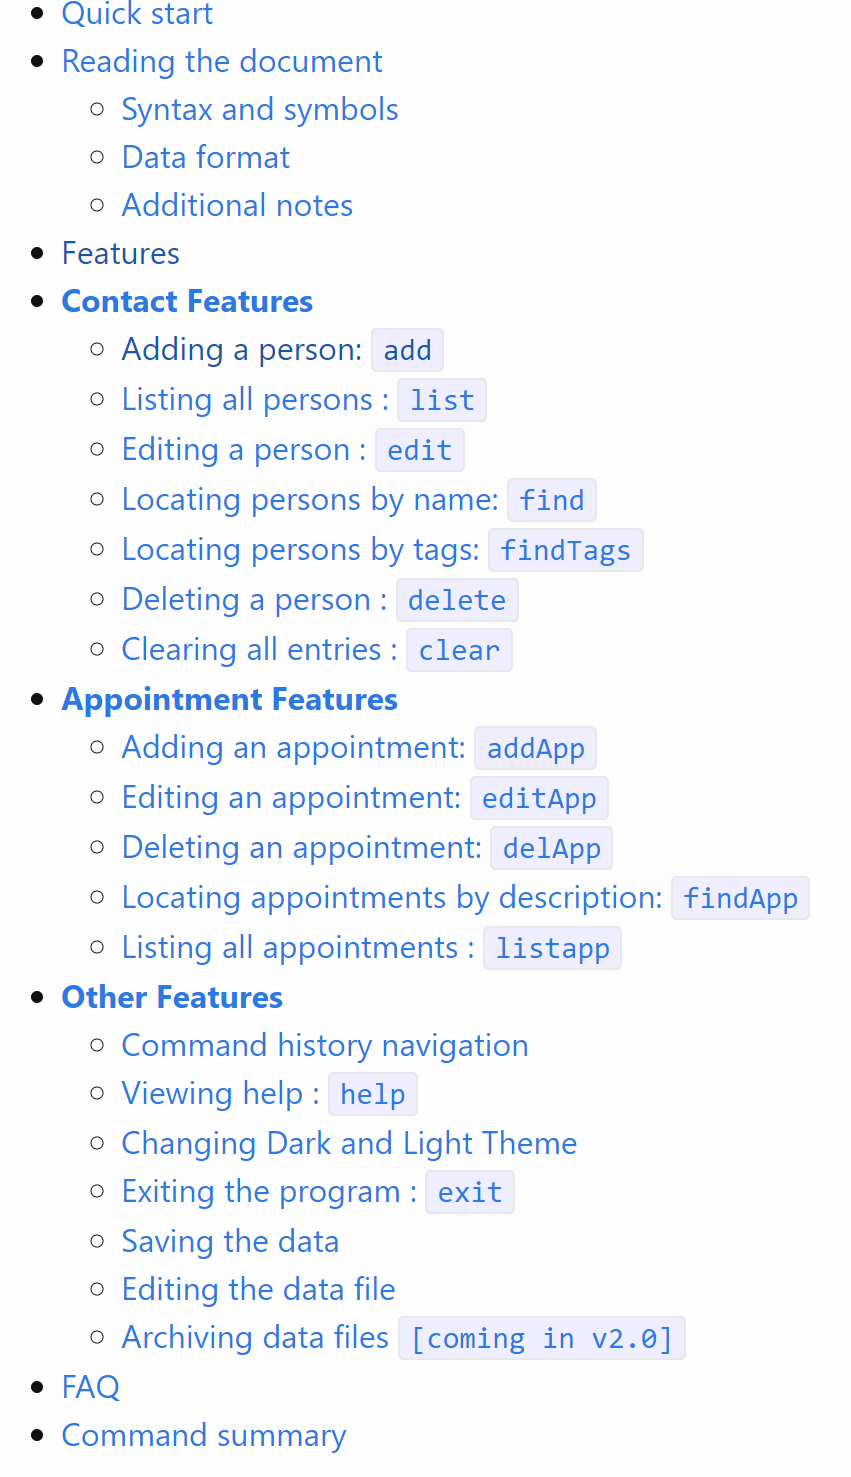 Quick start
Reading the document
Syntax and symbols
Data format
Additional notes
Features
Contact Features
Adding a person: add
Listing all persons : list
Editing a person : edit
Locating persons by name: find
Locating persons by tags: findTags
Deleting a person : delete
Clearing all entries : clear
Appointment Features
Adding an appointment: addApp
Editing an appointment: editApp
Deleting an appointment: delApp
Locating appointments by description: findApp
Listing all appointments : listapp
Other Features
Command history navigation
Viewing help : help
Changing Dark and Light Theme
Exiting the program : exit
Saving the data
Editing the data file
Archiving data files [coming in v2.0]
FAQ
Command summary